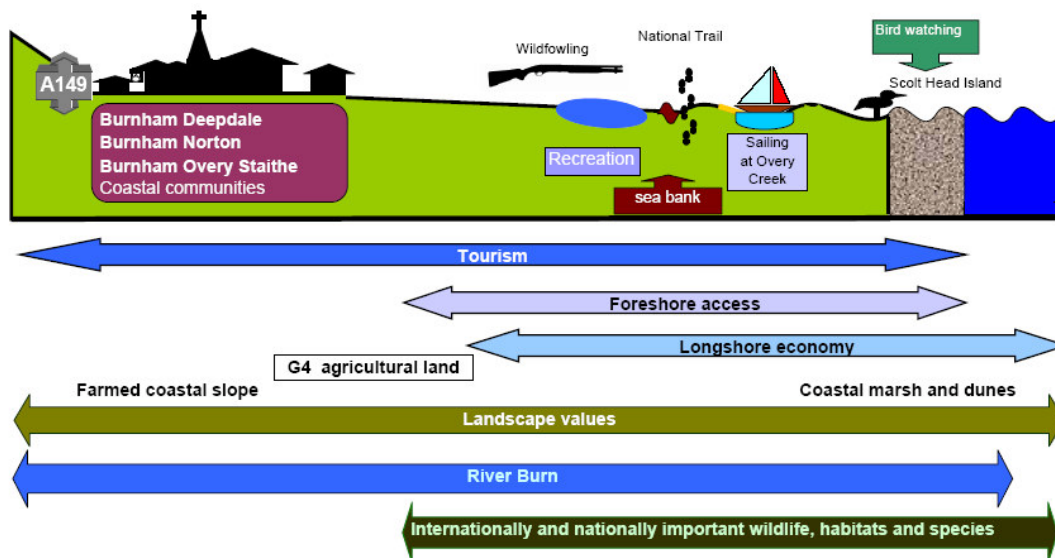 Bird watching
Wildfowling
National Trail
Scolt Head Island
A149
Burnham Deepdale
Burnham Norton
Burnham Overy Staithe
Coastal communities
Recreation
Sailing
at Overy
Creek
sea bank
Tourism
Foreshore access
Longshore economy
G4 agricultural land
Farmed coastal slope
Coastal marsh and dunes
Landscape values
River Burn
Internationally and nationally important wildlife, habitats and species